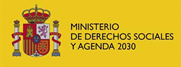 MINISTERIO
DE DERECHOS SOCIALES
Y AGENDA 2030